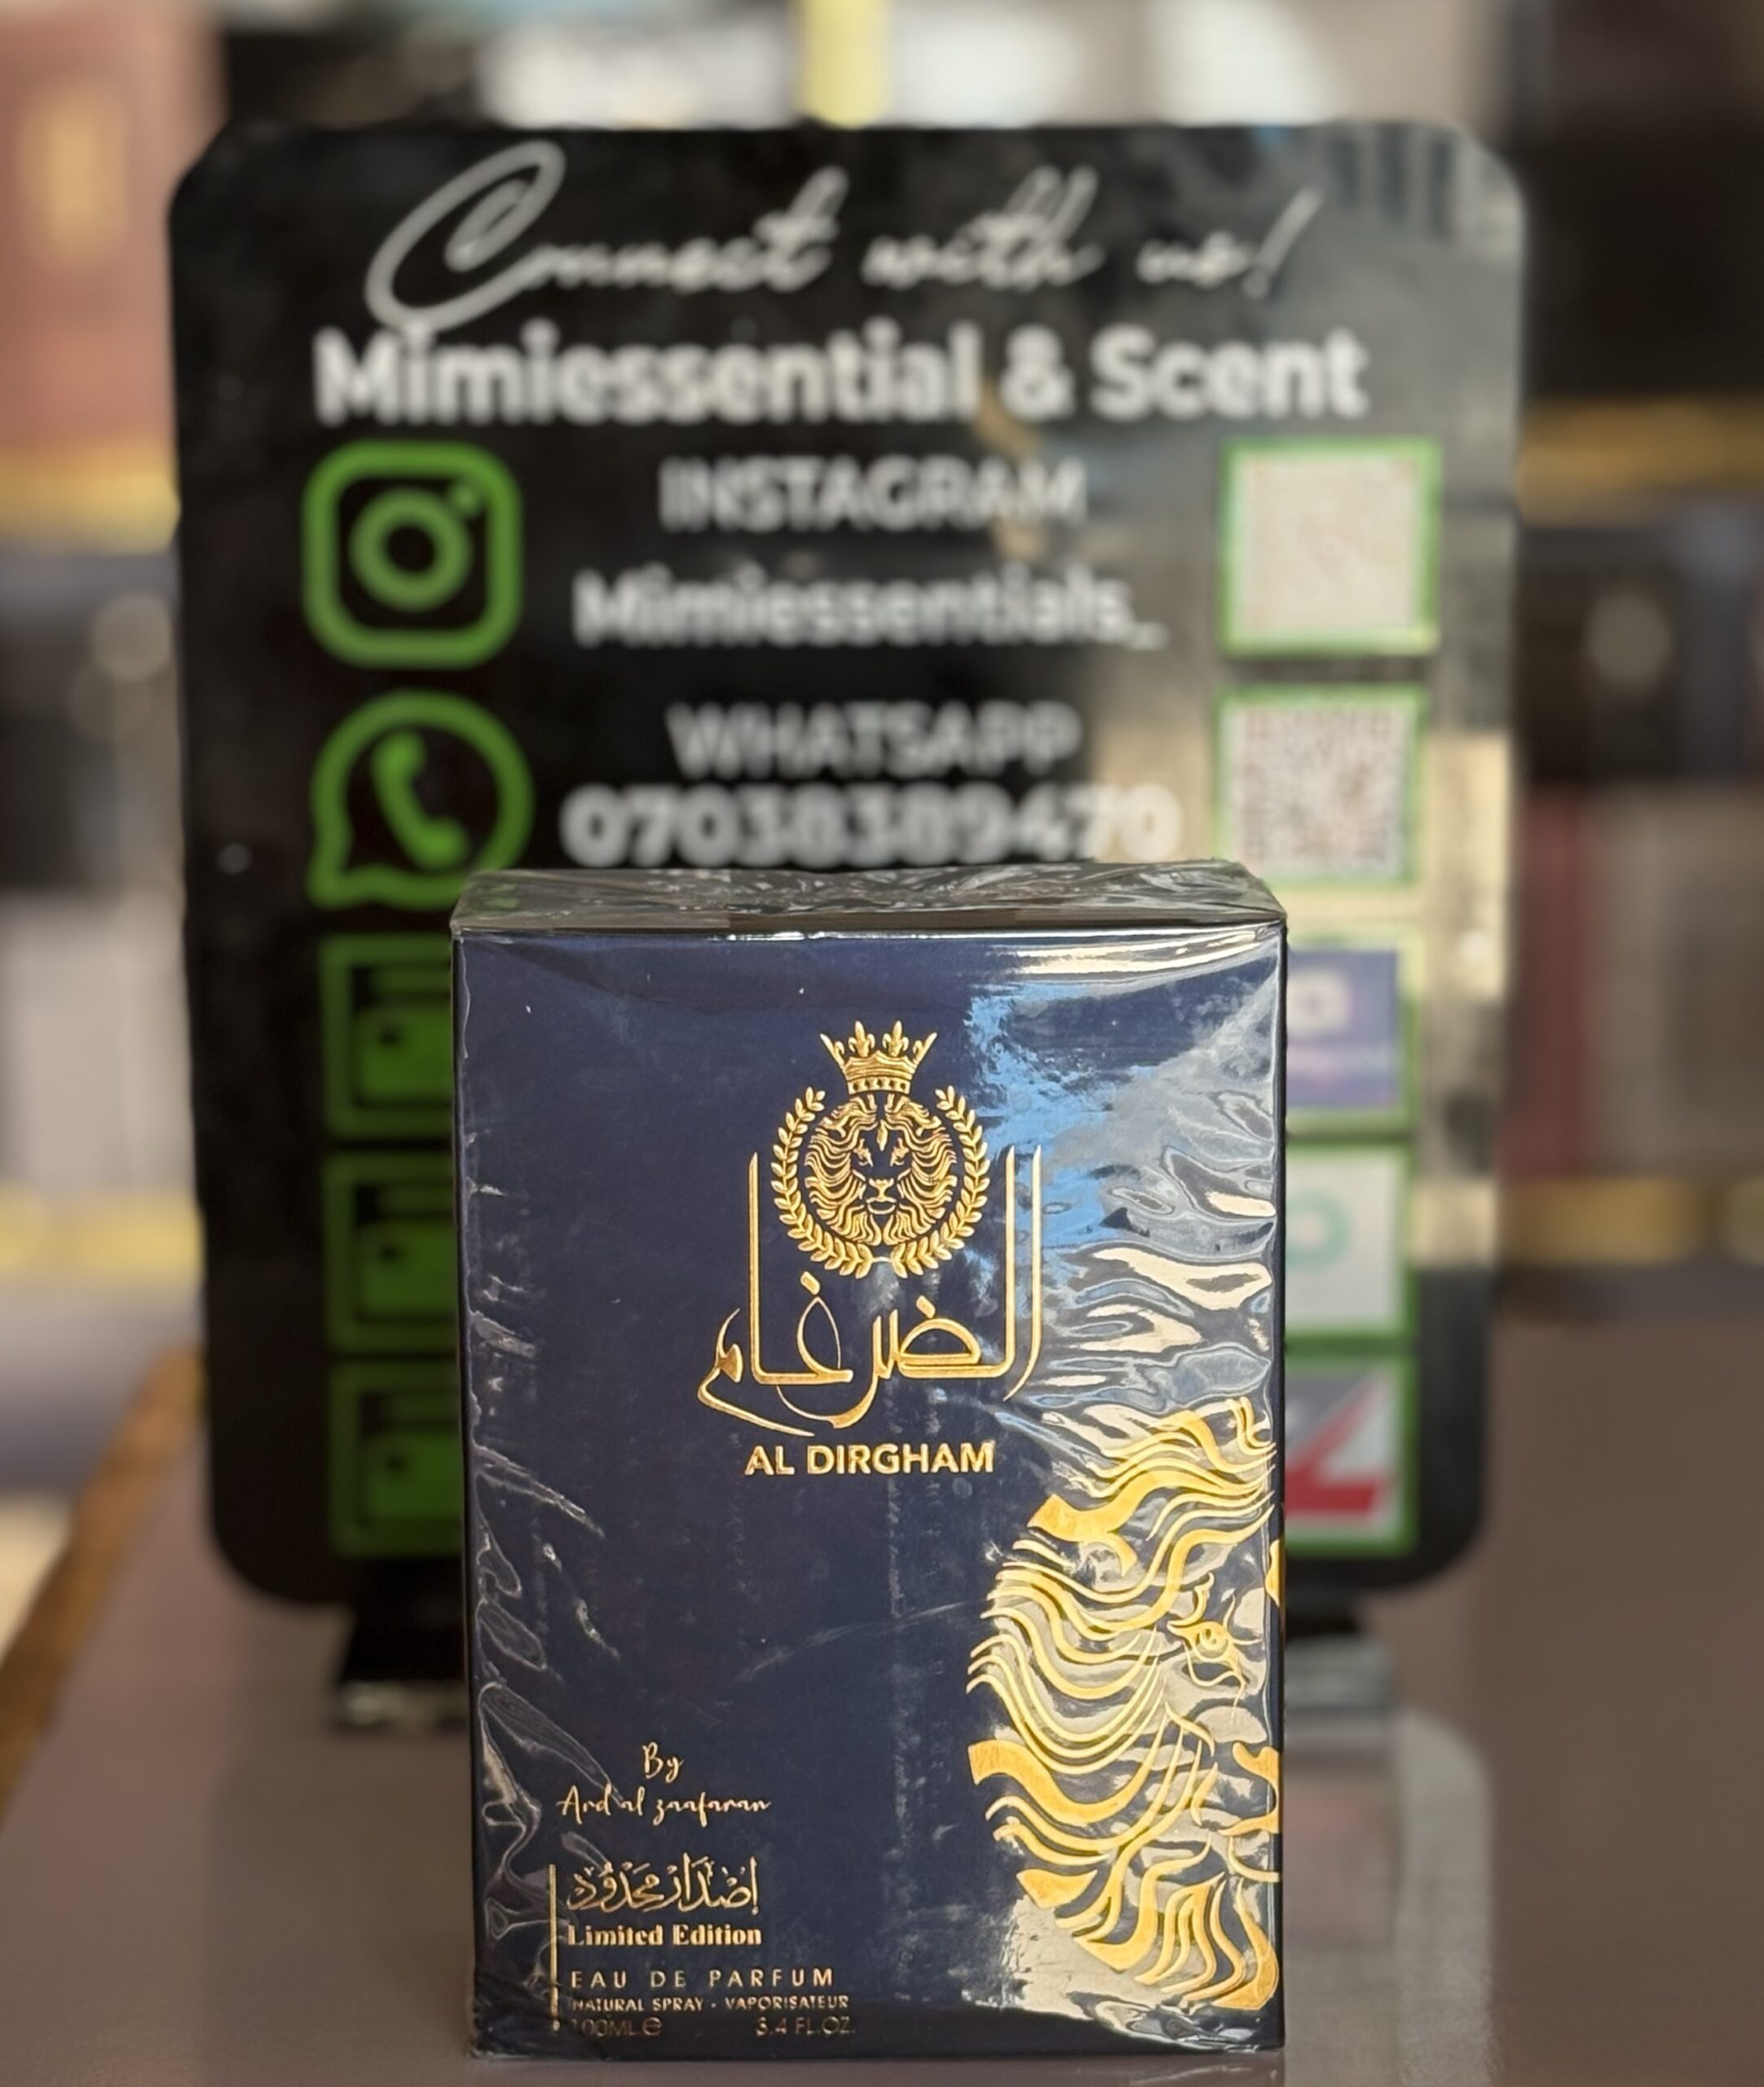 Connect with us!
Mimiessential & Scent
INSTAGRAM
Mimiessentials_
WHATSAPP
07038389470
الضرغام
AL DIRGHAM
By
Ard al zaafaran
إصدار محدود
Limited Edition
EAU DE PARFUM
NATURAL SPRAY - VAPORISATEUR
100ML.e 3.4 FL.OZ.